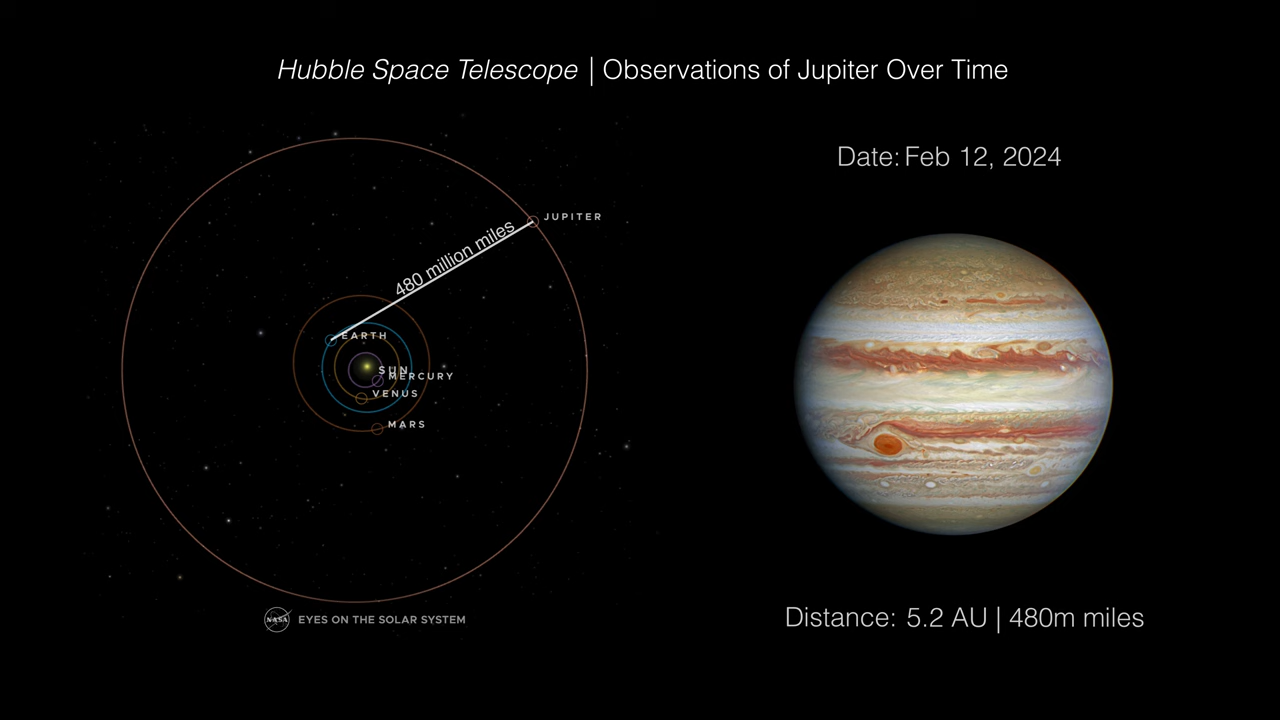 Hubble Space Telescope | Observations of Jupiter Over Time
Date: Feb 12, 2024
JUPITER
480 million miles
EARTH
SUN
MERCURY
VENUS
MARS
NASA EYES ON THE SOLAR SYSTEM
Distance: 5.2 AU | 480m miles